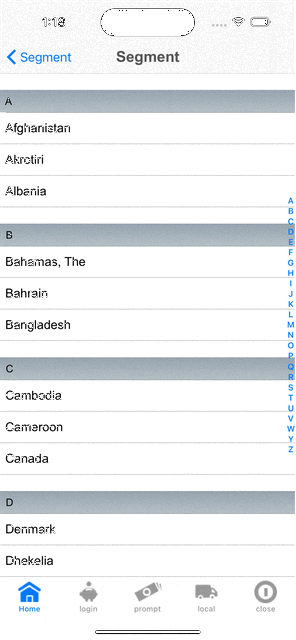 1:18
Segment Segment
A
Afghanistan
Akrotiri
Albania
B
Bahamas, The
Bahrain
Bangladesh
C
Cambodia
Cameroon
Canada
D
Denmark
Dhekelia
A
B
C
D
E
F
G
H
I
J
K
L
M
N
O
P
Q
R
S
T
U
V
W
Y
Z
Home login prompt local close